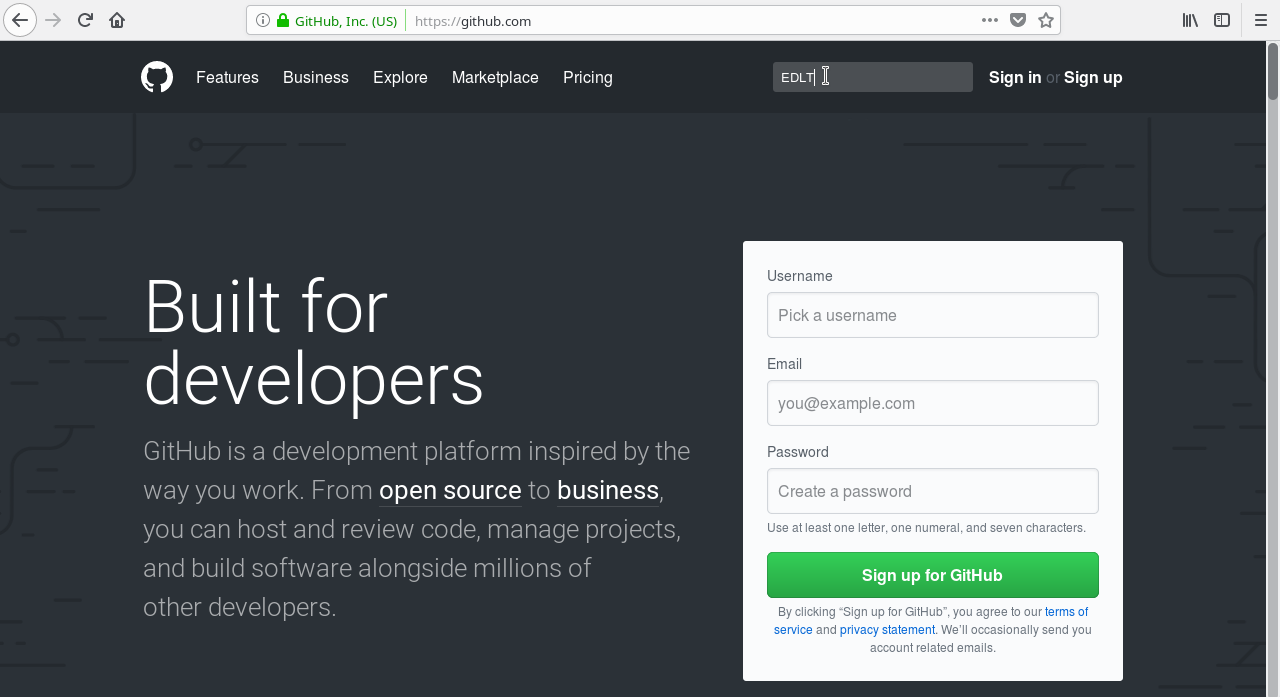 GitHub, Inc. (US) https://github.com
Features Business Explore Marketplace Pricing EDLT Sign in or Sign up
Built for
developers
GitHub is a development platform inspired by the
way you work. From open source to business,
you can host and review code, manage projects,
and build software alongside millions of
other developers.
Username
Pick a username
Email
you@example.com
Password
Create a password
Use at least one letter, one numeral, and seven characters.
Sign up for GitHub
By clicking “Sign up for GitHub”, you agree to our terms of
service and privacy statement. We’ll occasionally send you
account related emails.